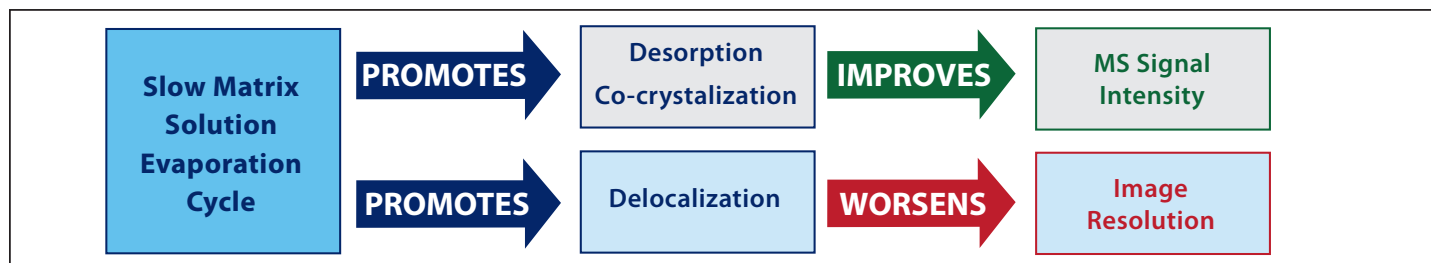 Slow Matrix
Solution
Evaporation
Cycle
PROMOTES
Desorption
Co-crystalization
IMPROVES
MS Signal
Intensity
PROMOTES
Delocalization
WORSENS
Image
Resolution